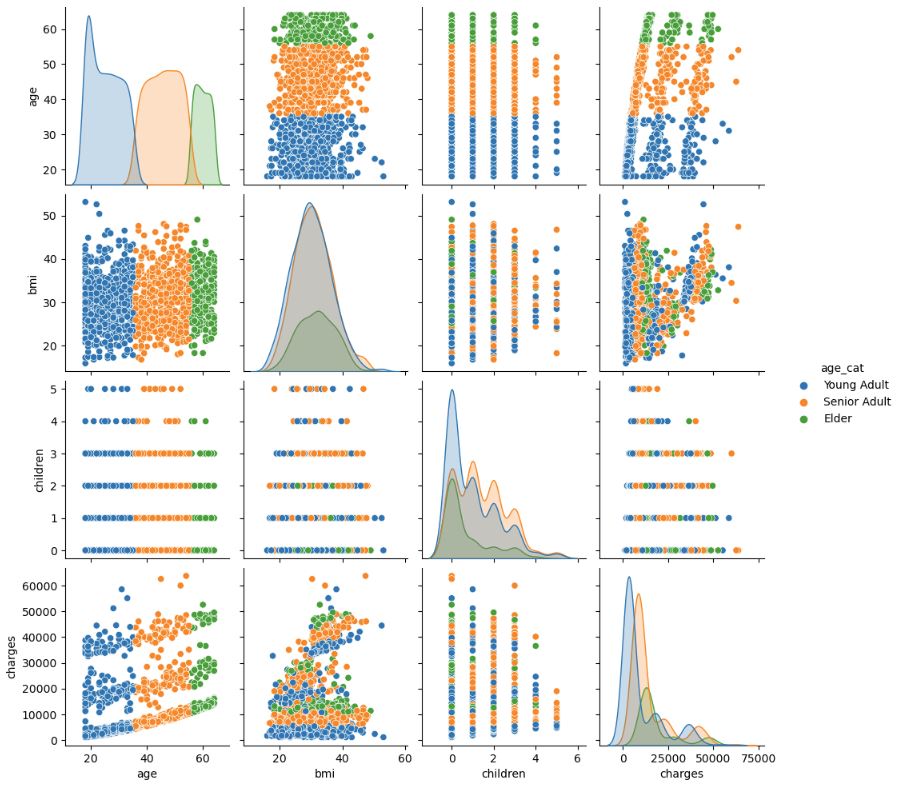 60
50
40
30
20
age
50
40
30
20
bmi
age_cat
Young Adult
Senior Adult
Elder
5
4
3
2
1
0
children
60000
50000
40000
30000
20000
10000
0
charges
20 40 60
age
20 40 60
bmi
0 2 4 6
children
0 25000 50000 75000
charges